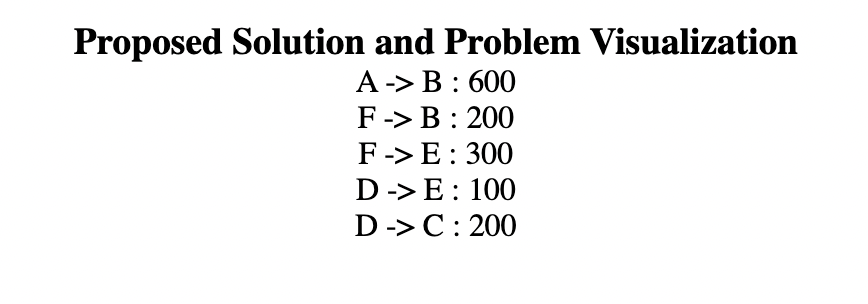 Proposed Solution and Problem Visualization
A -> B : 600
F -> B : 200
F -> E : 300
D -> E : 100
D -> C : 200